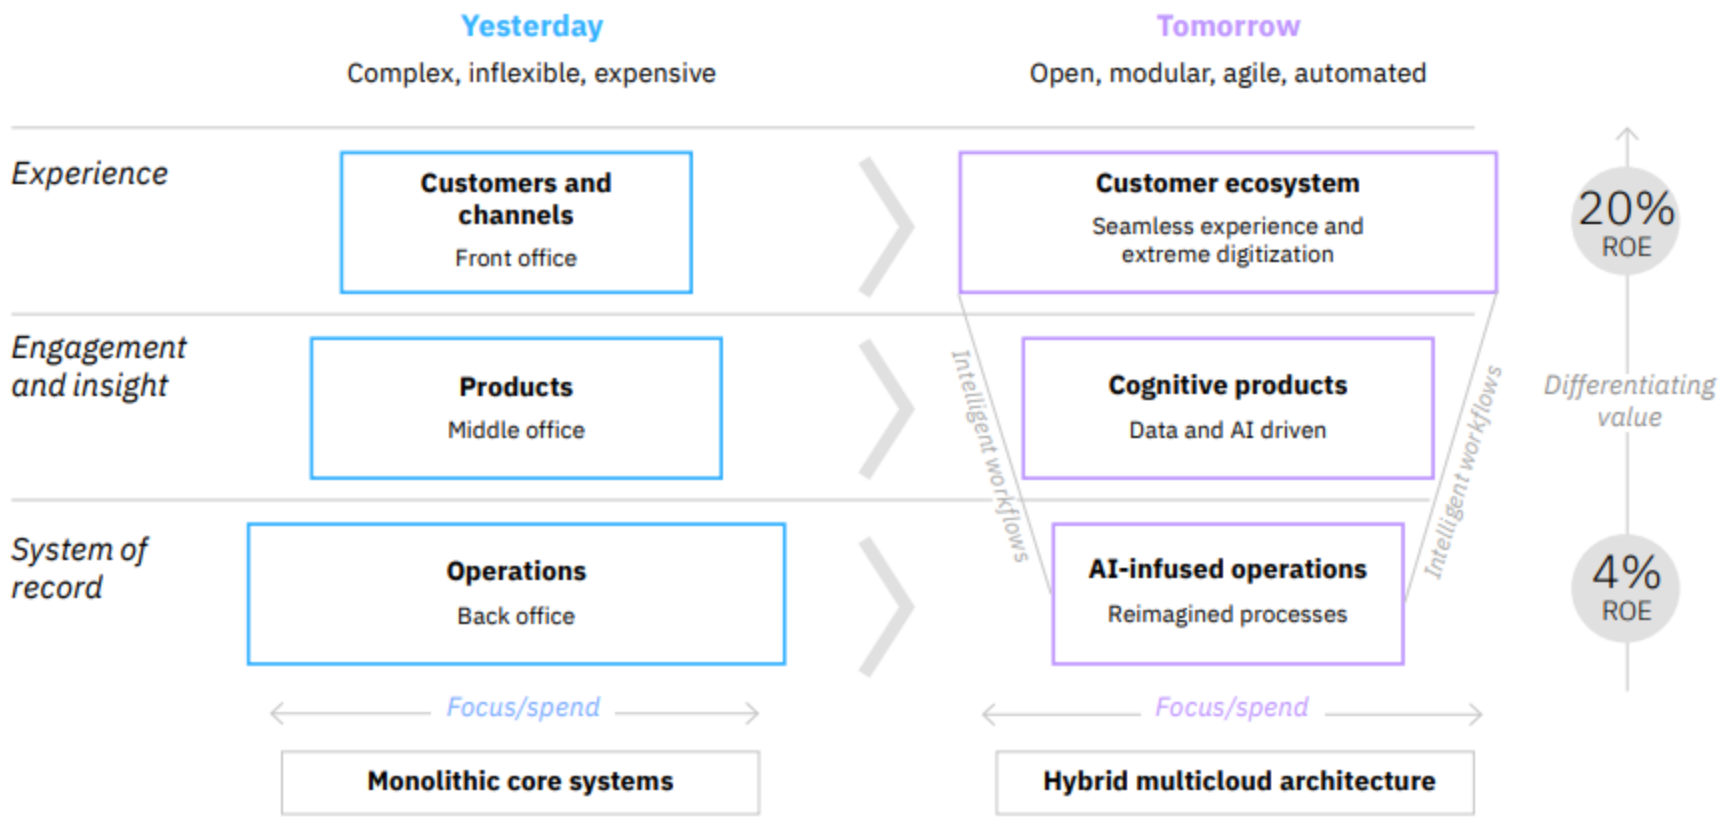 Yesterday
Tomorrow
Complex, inflexible, expensive
Open, modular, agile, automated
Experience
Customers and
channels
Front office
Customer ecosystem
Seamless experience and
extreme digitization
20%
ROE
Engagement
and insight
Products
Middle office
Intelligent workflows
Cognitive products
Data and AI driven
Intelligent workflows
Differentiating
value
System of
record
Operations
Back office
AI-infused operations
Reimagined processes
4%
ROE
Focus/spend
Focus/spend
Monolithic core systems
Hybrid multicloud architecture